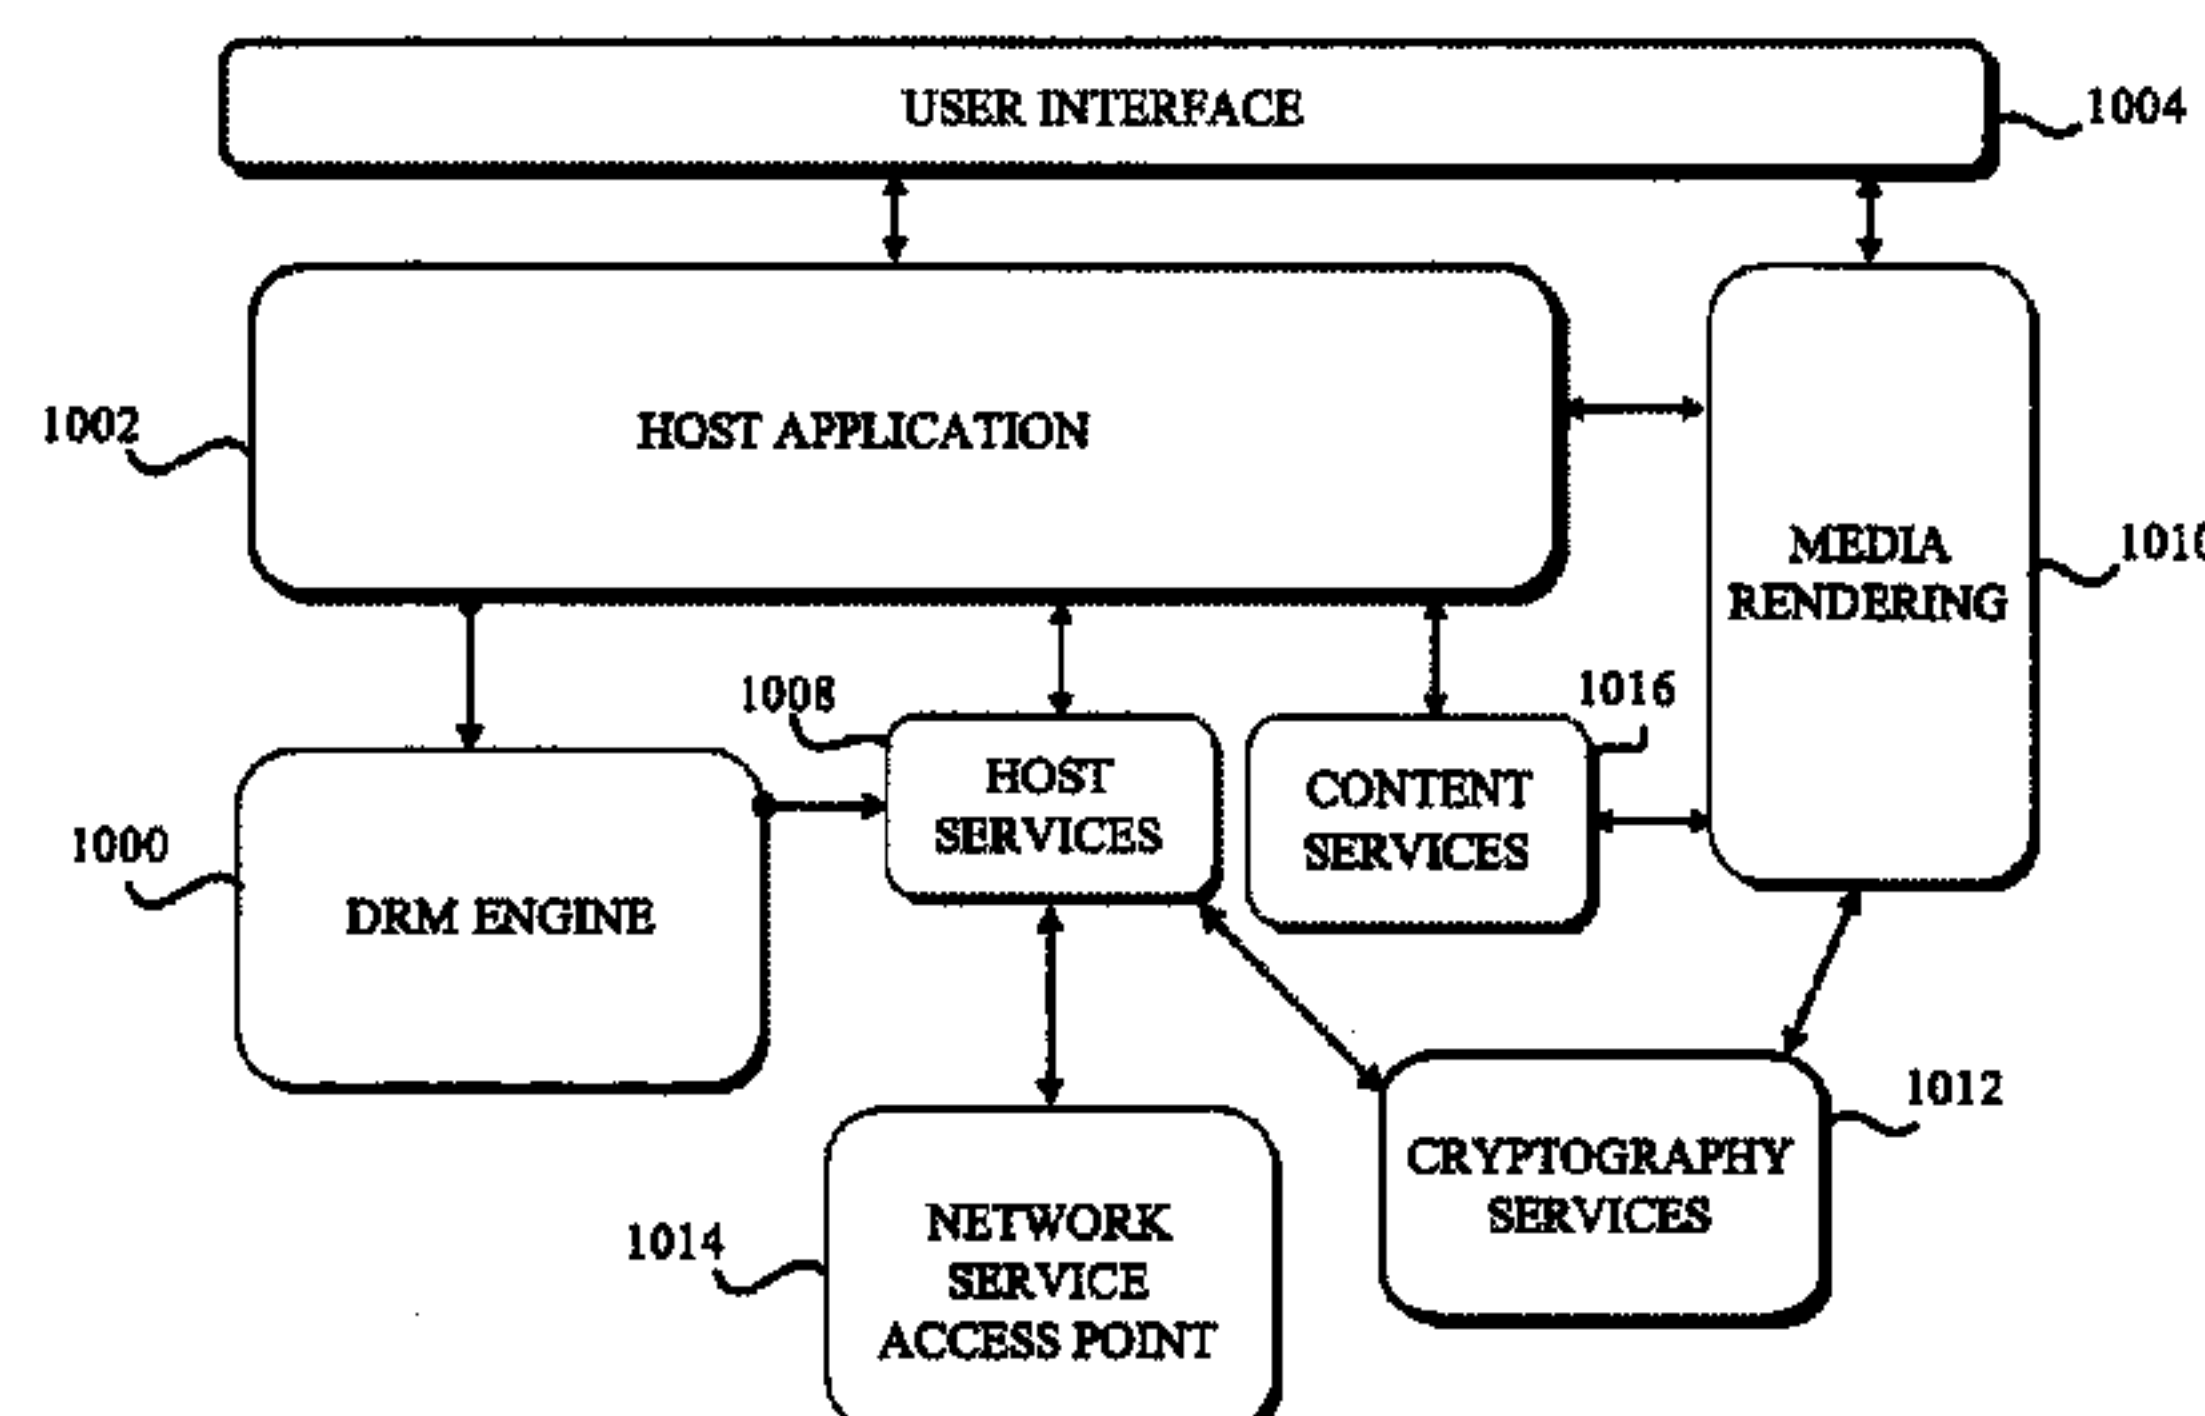 USER INTERFACE
1004
1002
HOST APPLICATION
MEDIA
RENDERING
1010
1008
1016
HOST
SERVICES
CONTENT
SERVICES
1000
DRM ENGINE
1012
CRYPTOGRAPHY
SERVICES
1014
NETWORK
SERVICE
ACCESS POINT